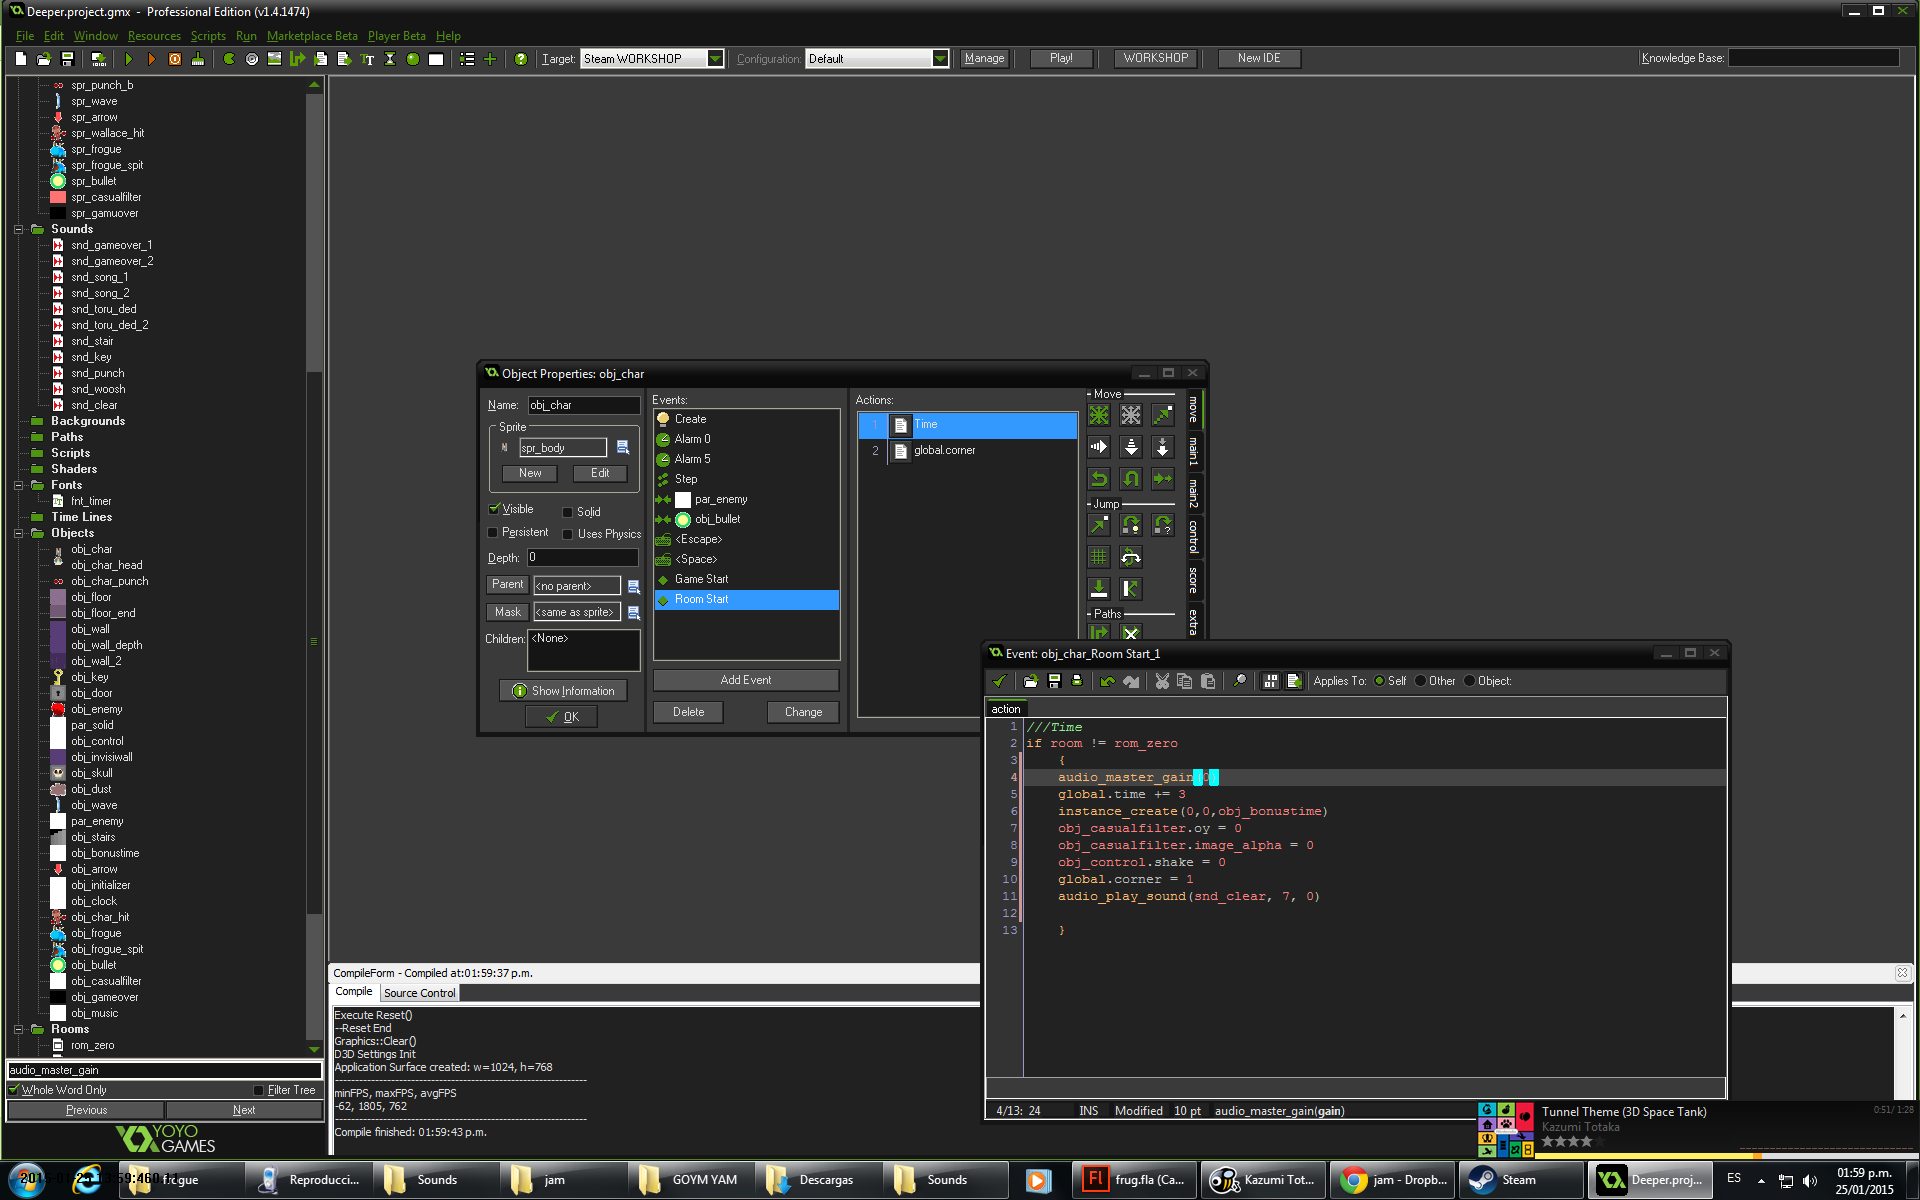 Deeper.project.gmx - Professional Edition (v1.4.1474)
File Edit Window Resources Scripts Run Marketplace Beta Player Beta Help
Target: Steam WORKSHOP Configuration: Default Manage Play! WORKSHOP New IDE Knowledge Base:
spr_punch_b
spr_wave
spr_arrow
spr_wallace_hit
spr_frogue
spr_frogue_spit
spr_bullet
spr_casualfilter
spr_gamuover
Sounds
snd_gameover_1
snd_gameover_2
snd_song_1
snd_song_2
snd_toru_ded
snd_toru_ded_2
snd_stair
snd_key
snd_punch
snd_woosh
snd_clear
Backgrounds
Paths
Scripts
Shaders
Fonts
fnt_timer
Time Lines
Objects
obj_char
obj_char_head
obj_char_punch
obj_floor
obj_floor_end
obj_wall
obj_wall_depth
obj_wall_2
obj_key
obj_door
obj_enemy
par_solid
obj_control
obj_invisiwall
obj_skull
obj_dust
obj_wave
par_enemy
obj_stairs
obj_bonustime
obj_arrow
obj_initializer
obj_clock
obj_char_hit
obj_frogue
obj_frogue_spit
obj_bullet
obj_casualfilter
obj_gameover
obj_music
Rooms
rom_zero
audio_master_gain
Whole Word Only Filter Tree
Previous Next
YOYO
GAMES
Object Properties: obj_char
Name: obj_char
Sprite
spr_body
New Edit
Visible Solid
Persistent Uses Physics
Depth: 0
Parent <no parent>
Mask <same as sprite>
Children: <None>
Show Information
OK
Events:
Create
Alarm 0
Alarm 5
Step
par_enemy
obj_bullet
<Escape>
<Space>
Game Start
Room Start
Add Event
Delete Change
Actions:
1 Time
2 global.corner
Move
Jump
Paths
move
main1
main2
control
score
extra
Event: obj_char_Room Start_1
Applies To: Self Other Object:
action
1 ///Time
2 if room != rom_zero
3 {
4 audio_master_gain(0)
5 global.time += 3
6 instance_create(0,0,obj_bonustime)
7 obj_casualfilter.oy = 0
8 obj_casualfilter.image_alpha = 0
9 obj_control.shake = 0
10 global.corner = 1
11 audio_play_sound(snd_clear, 7, 0)
12
13 }
4/13: 24 INS Modified 10 pt audio_master_gain(gain)
CompileForm - Compiled at:01:59:37 p.m.
Compile Source Control
Execute Reset()
--Reset End
Graphics::Clear()
D3D Settings Init
Application Surface created: w=1024, h=768
minFPS, maxFPS, avgFPS
-62, 1805, 762
Compile finished: 01:59:43 p.m.
Tunnel Theme (3D Space Tank) 0:51/ 1:28
Kazumi Totaka
frogue Reproducci... Sounds jam GOYM YAM Descargas Sounds frug.fla (Ca... Kazumi Tot... jam - Dropb... Steam Deeper.proj... ES 01:59 p.m.
25/01/2015